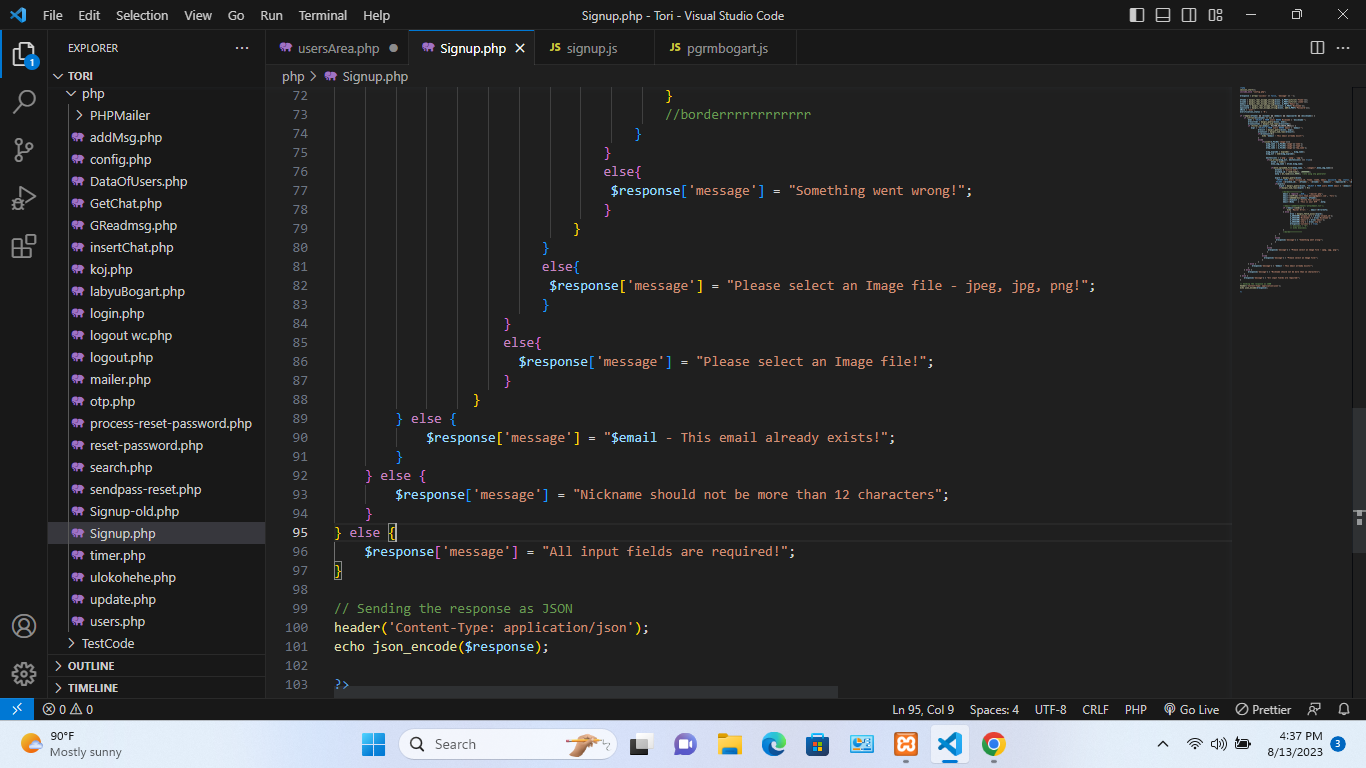 File Edit Selection View Go Run Terminal Help
Signup.php - Tori - Visual Studio Code
EXPLORER
TORI
php
PHPMailer
addMsg.php
config.php
DataOfUsers.php
GetChat.php
GReadmsg.php
insertChat.php
koj.php
labyuBogart.php
login.php
logout wc.php
logout.php
mailer.php
otp.php
process-reset-password.php
reset-password.php
search.php
sendpass-reset.php
Signup-old.php
Signup.php
timer.php
ulokohehe.php
update.php
users.php
TestCode
OUTLINE
TIMELINE
1
usersArea.php
Signup.php
JS signup.js
JS pgrmbogart.js
php > Signup.php
72 }
73 //borderrrrrrrrrrrr
74 }
75 }
76 else{
77 $response['message'] = "Something went wrong!";
78 }
79 }
80 }
81 else{
82 $response['message'] = "Please select an Image file - jpeg, jpg, png!";
83 }
84 }
85 else{
86 $response['message'] = "Please select an Image file!";
87 }
88 }
89 } else {
90 $response['message'] = "$email - This email already exists!";
91 }
92 } else {
93 $response['message'] = "Nickname should not be more than 12 characters";
94 }
95 } else {
96 $response['message'] = "All input fields are required!";
97 }
98
99 // Sending the response as JSON
100 header('Content-Type: application/json');
101 echo json_encode($response);
102
103 ?>
0 0
Ln 95, Col 9 Spaces: 4 UTF-8 CRLF PHP Go Live Prettier
90°F
Mostly sunny
Search
4:37 PM
8/13/2023
3